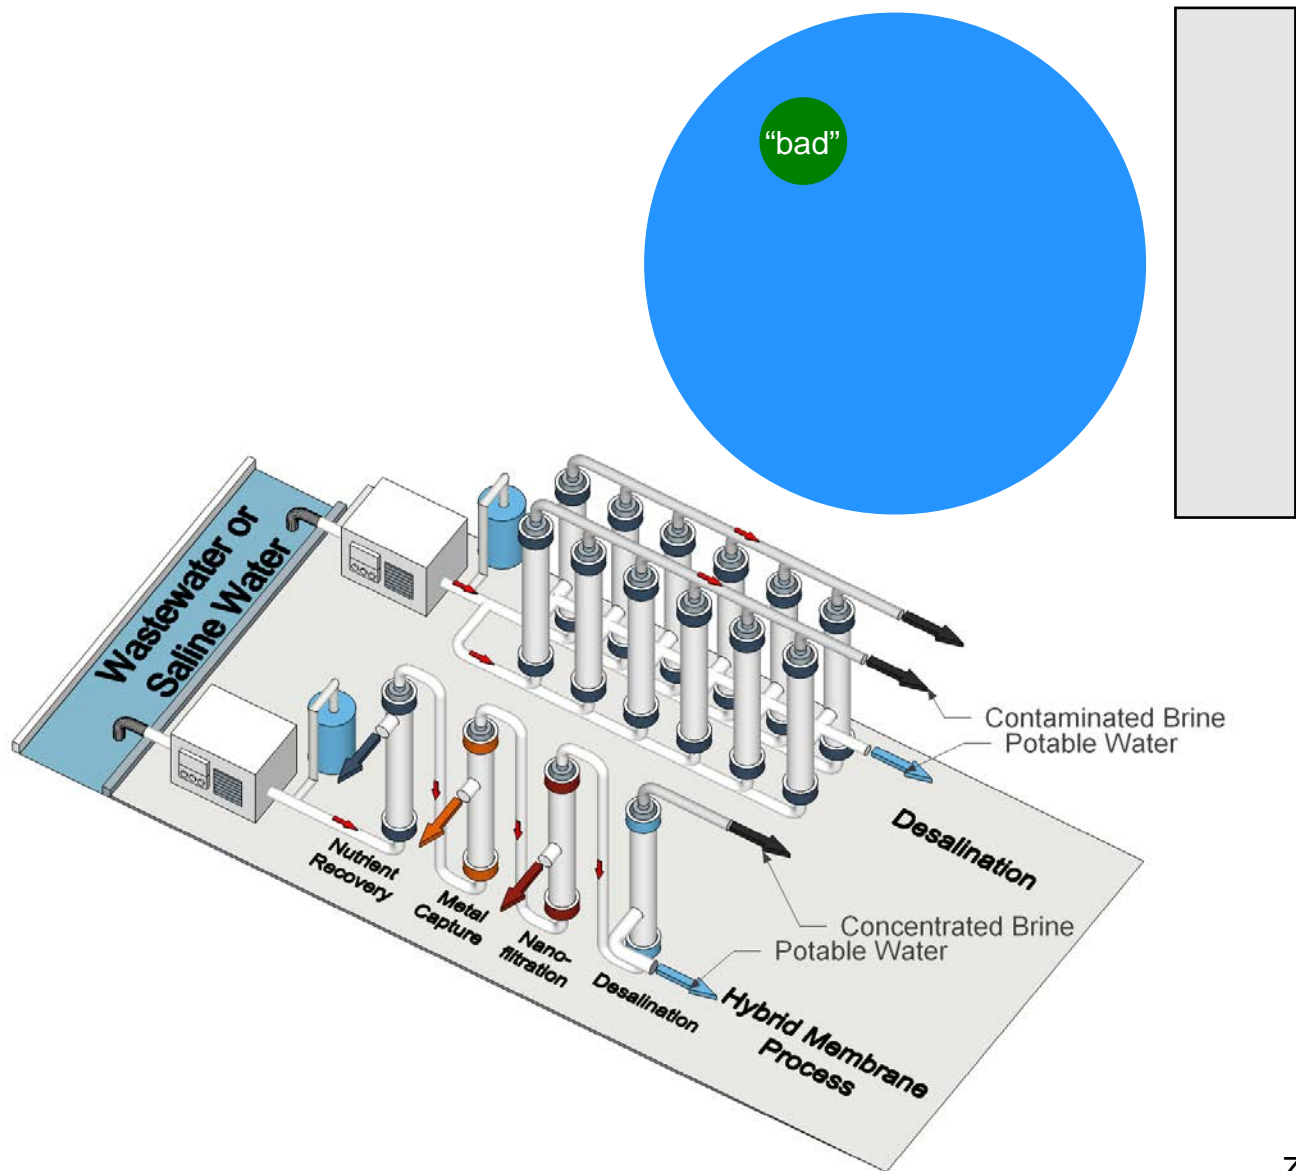 “bad”
Wastewater or
Saline Water
Contaminated Brine
Potable Water
Desalination
Nutrient
Recovery
Metal
Capture
Nano-
filtration
Desalination
Concentrated Brine
Potable Water
Hybrid Membrane
Process